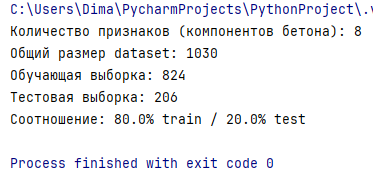 C:\Users\Dima\PycharmProjects\PythonProject\.v
Количество признаков (компонентов бетона): 8
Общий размер dataset: 1030
Обучающая выборка: 824
Тестовая выборка: 206
Соотношение: 80.0% train / 20.0% test
Process finished with exit code 0